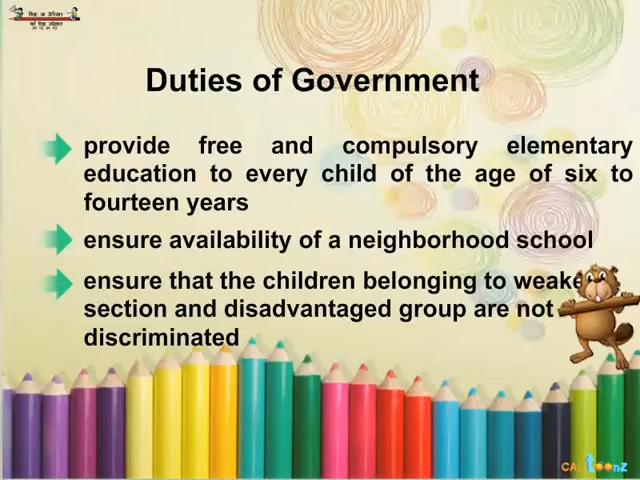 Duties of Government
provide free and compulsory elementary
education to every child of the age of six to
fourteen years
ensure availability of a neighborhood school
ensure that the children belonging to weake
section and disadvantaged group are not
discriminated
CARTOONZ